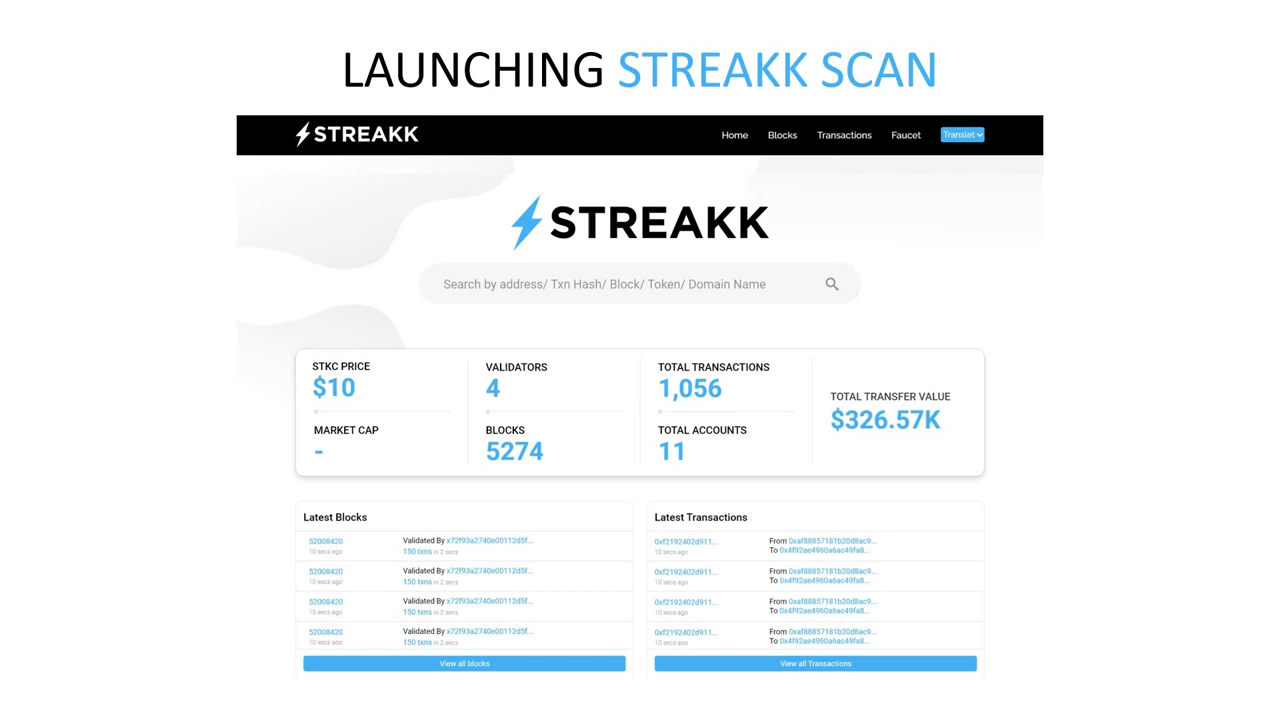 LAUNCHING STREAKK SCAN
STREAKK
Home Blocks Transactions Faucet Translet
STREAKK
Search by address/ Txn Hash/ Block/ Token/ Domain Name
STKC PRICE
$10
MARKET CAP
-
VALIDATORS
4
BLOCKS
5274
TOTAL TRANSACTIONS
1,056
TOTAL ACCOUNTS
11
TOTAL TRANSFER VALUE
$326.57K
Latest Blocks
52008420 Validated By x72f93a2740e00112d5f...
10 secs ago 150 txns in 2 secs
52008420 Validated By x72f93a2740e00112d5f...
10 secs ago 150 txns in 2 secs
52008420 Validated By x72f93a2740e00112d5f...
10 secs ago 150 txns in 2 secs
52008420 Validated By x72f93a2740e00112d5f...
10 secs ago 150 txns in 2 secs
View all blocks
Latest Transactions
0xf2192402d911... From 0xaf88857181b20d8ac9...
10 secs ago To 0x4f92ae4960a6ac49fa8...
0xf2192402d911... From 0xaf88857181b20d8ac9...
10 secs ago To 0x4f92ae4960a6ac49fa8...
0xf2192402d911... From 0xaf88857181b20d8ac9...
10 secs ago To 0x4f92ae4960a6ac49fa8...
0xf2192402d911... From 0xaf88857181b20d8ac9...
10 secs ago To 0x4f92ae4960a6ac49fa8...
View all Transactions